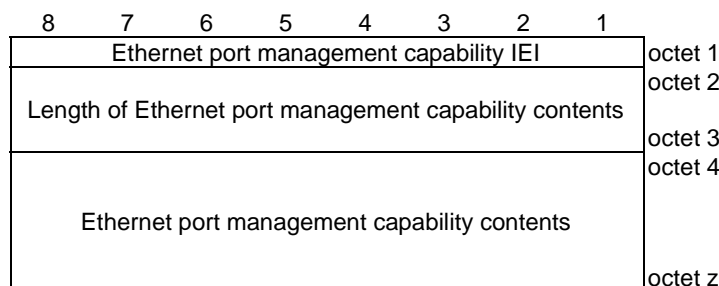 8 7 6 5 4 3 2 1
Ethernet port management capability IEI octet 1
octet 2
Length of Ethernet port management capability contents
octet 3
octet 4
Ethernet port management capability contents
octet z